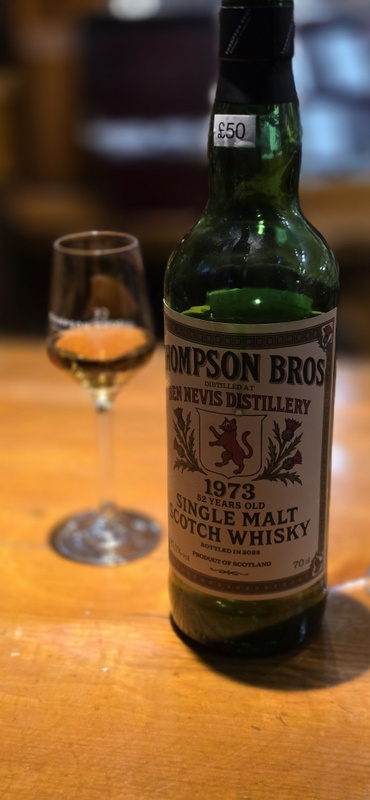 £50
THOMPSON BROS
DISTILLED AT
BEN NEVIS DISTILLERY
1973
52 YEARS OLD
SINGLE MALT
SCOTCH WHISKY
BOTTLED IN 2025
PRODUCT OF SCOTLAND
70cl